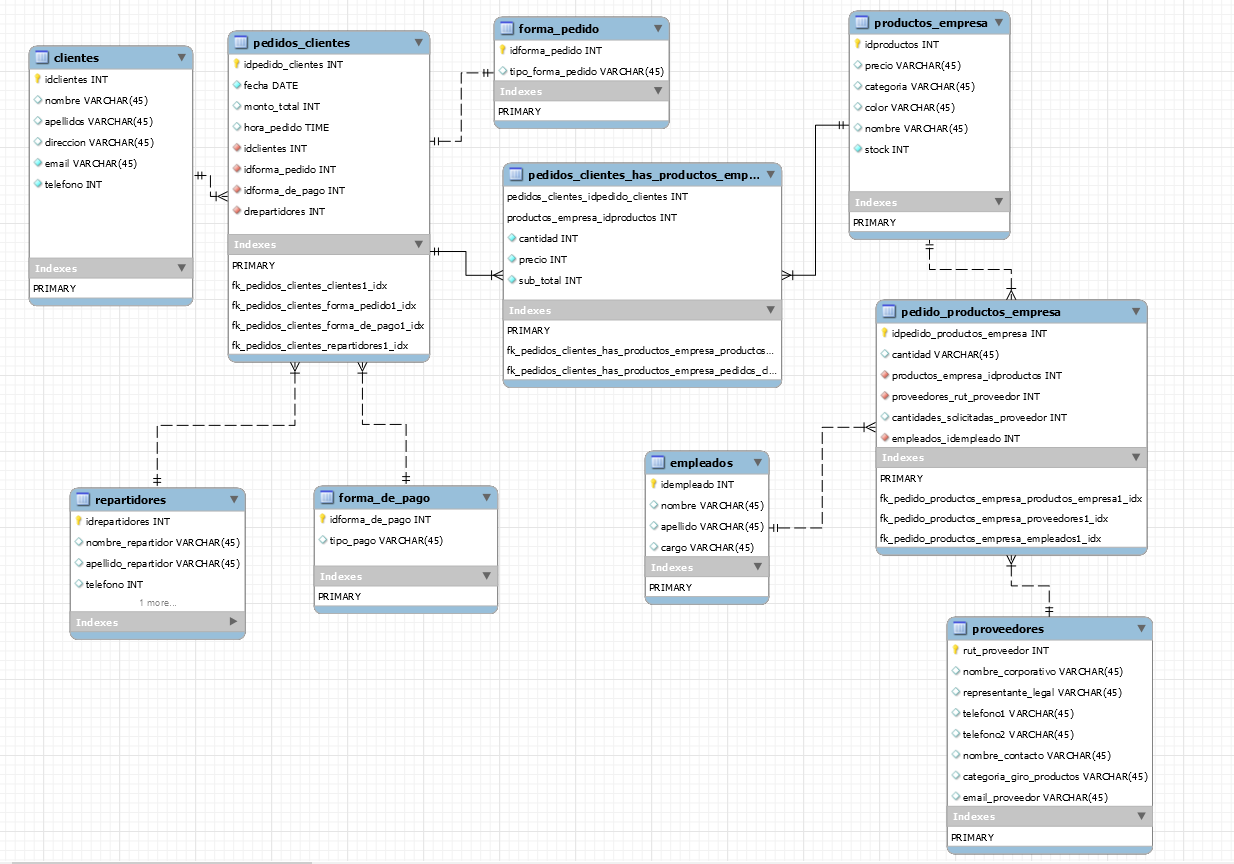 clientes
idclientes INT
nombre VARCHAR(45)
apellidos VARCHAR(45)
direccion VARCHAR(45)
email VARCHAR(45)
telefono INT
Indexes
PRIMARY
pedidos_clientes
idpedido_clientes INT
fecha DATE
monto_total INT
hora_pedido TIME
idclientes INT
idforma_pedido INT
idforma_de_pago INT
drepartidores INT
Indexes
PRIMARY
fk_pedidos_clientes_clientes1_idx
fk_pedidos_clientes_forma_pedido1_idx
fk_pedidos_clientes_forma_de_pago1_idx
fk_pedidos_clientes_repartidores1_idx
forma_pedido
idforma_pedido INT
tipo_forma_pedido VARCHAR(45)
Indexes
PRIMARY
pedidos_clientes_has_productos_emp...
pedidos_clientes_idpedido_clientes INT
productos_empresa_idproductos INT
cantidad INT
precio INT
sub_total INT
Indexes
PRIMARY
fk_pedidos_clientes_has_productos_empresa_productos...
fk_pedidos_clientes_has_productos_empresa_pedidos_c...
productos_empresa
idproductos INT
precio VARCHAR(45)
categoria VARCHAR(45)
color VARCHAR(45)
nombre VARCHAR(45)
stock INT
Indexes
PRIMARY
pedido_productos_empresa
idpedido_productos_empresa INT
cantidad VARCHAR(45)
productos_empresa_idproductos INT
proveedores_rut_proveedor INT
cantidades_solicitadas_proveedor INT
empleados_idempleado INT
Indexes
PRIMARY
fk_pedido_productos_empresa_productos_empresa1_idx
fk_pedido_productos_empresa_proveedores1_idx
fk_pedido_productos_empresa_empleados1_idx
repartidores
idrepartidores INT
nombre_repartidor VARCHAR(45)
apellido_repartidor VARCHAR(45)
telefono INT
1 more...
Indexes
forma_de_pago
idforma_de_pago INT
tipo_pago VARCHAR(45)
Indexes
PRIMARY
empleados
idempleado INT
nombre VARCHAR(45)
apellido VARCHAR(45)
cargo VARCHAR(45)
Indexes
PRIMARY
proveedores
rut_proveedor INT
nombre_corporativo VARCHAR(45)
representante_legal VARCHAR(45)
telefono1 VARCHAR(45)
telefono2 VARCHAR(45)
nombre_contacto VARCHAR(45)
categoria_giro_productos VARCHAR(45)
email_proveedor VARCHAR(45)
Indexes
PRIMARY